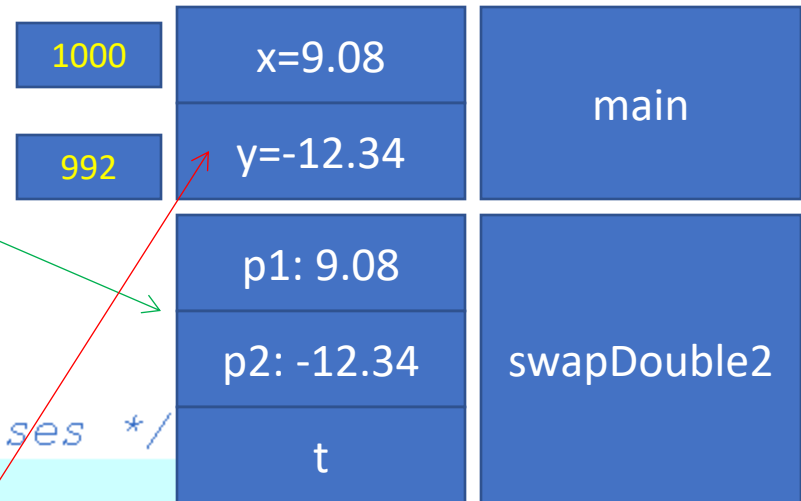 1000
x=9.08
main
992
y=-12.34
p1: 9.08
p2: -12.34
swapDouble2
ses */
t